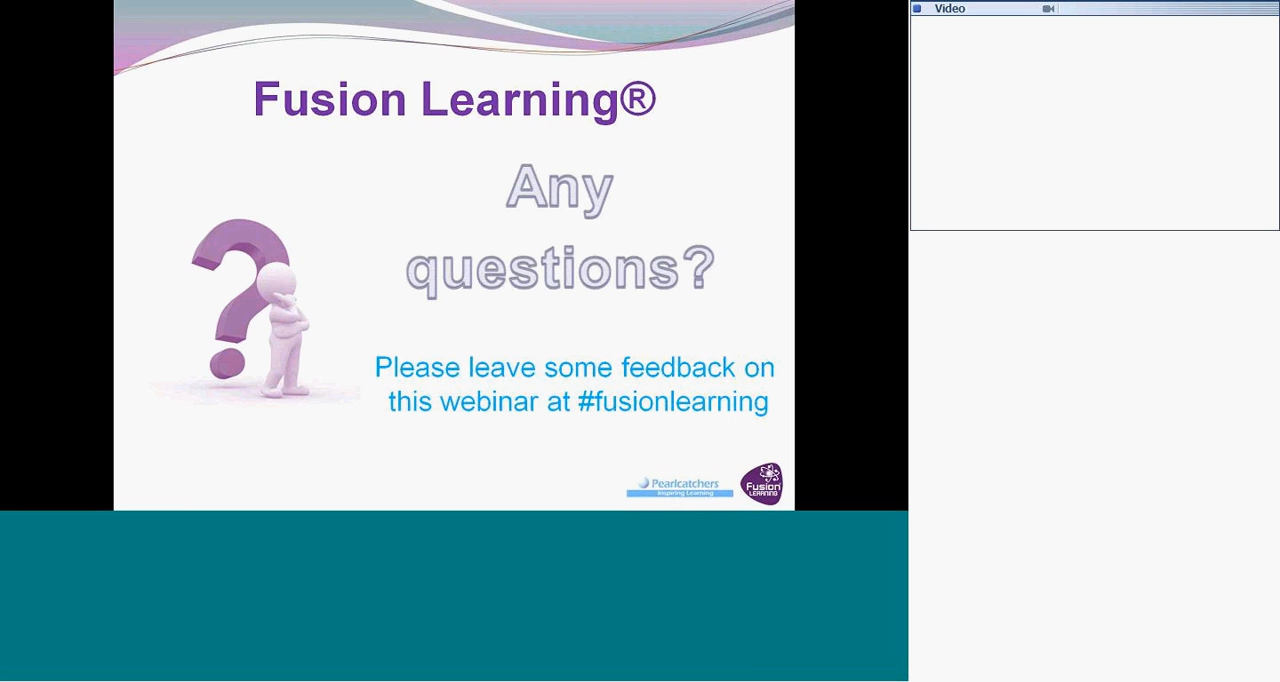 Video
Fusion Learning®
Any
questions?
Please leave some feedback on
this webinar at #fusionlearning
Pearlcatchers
Inspiring Learning
Fusion
LEARNING